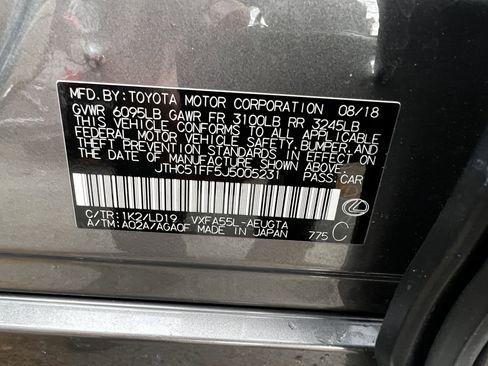 MFD.BY:TOYOTA MOTOR CORPORATION 08/18
GVWR 6095LB GAWR FR 3100LB RR 3245LB
THIS VEHICLE CONFORMS TO ALL APPLICABLE
FEDERAL MOTOR VEHICLE SAFETY, BUMPER, AND
THEFT PREVENTION STANDARDS IN EFFECT ON
THE DATE OF MANUFACTURE SHOWN ABOVE.
JTHC51FF5J5005231 PASS.CAR
C/TR:1K2/LD19 VXFA55L-AEUGTA
A/TM:A02A/AGA0F MADE IN JAPAN 775 C